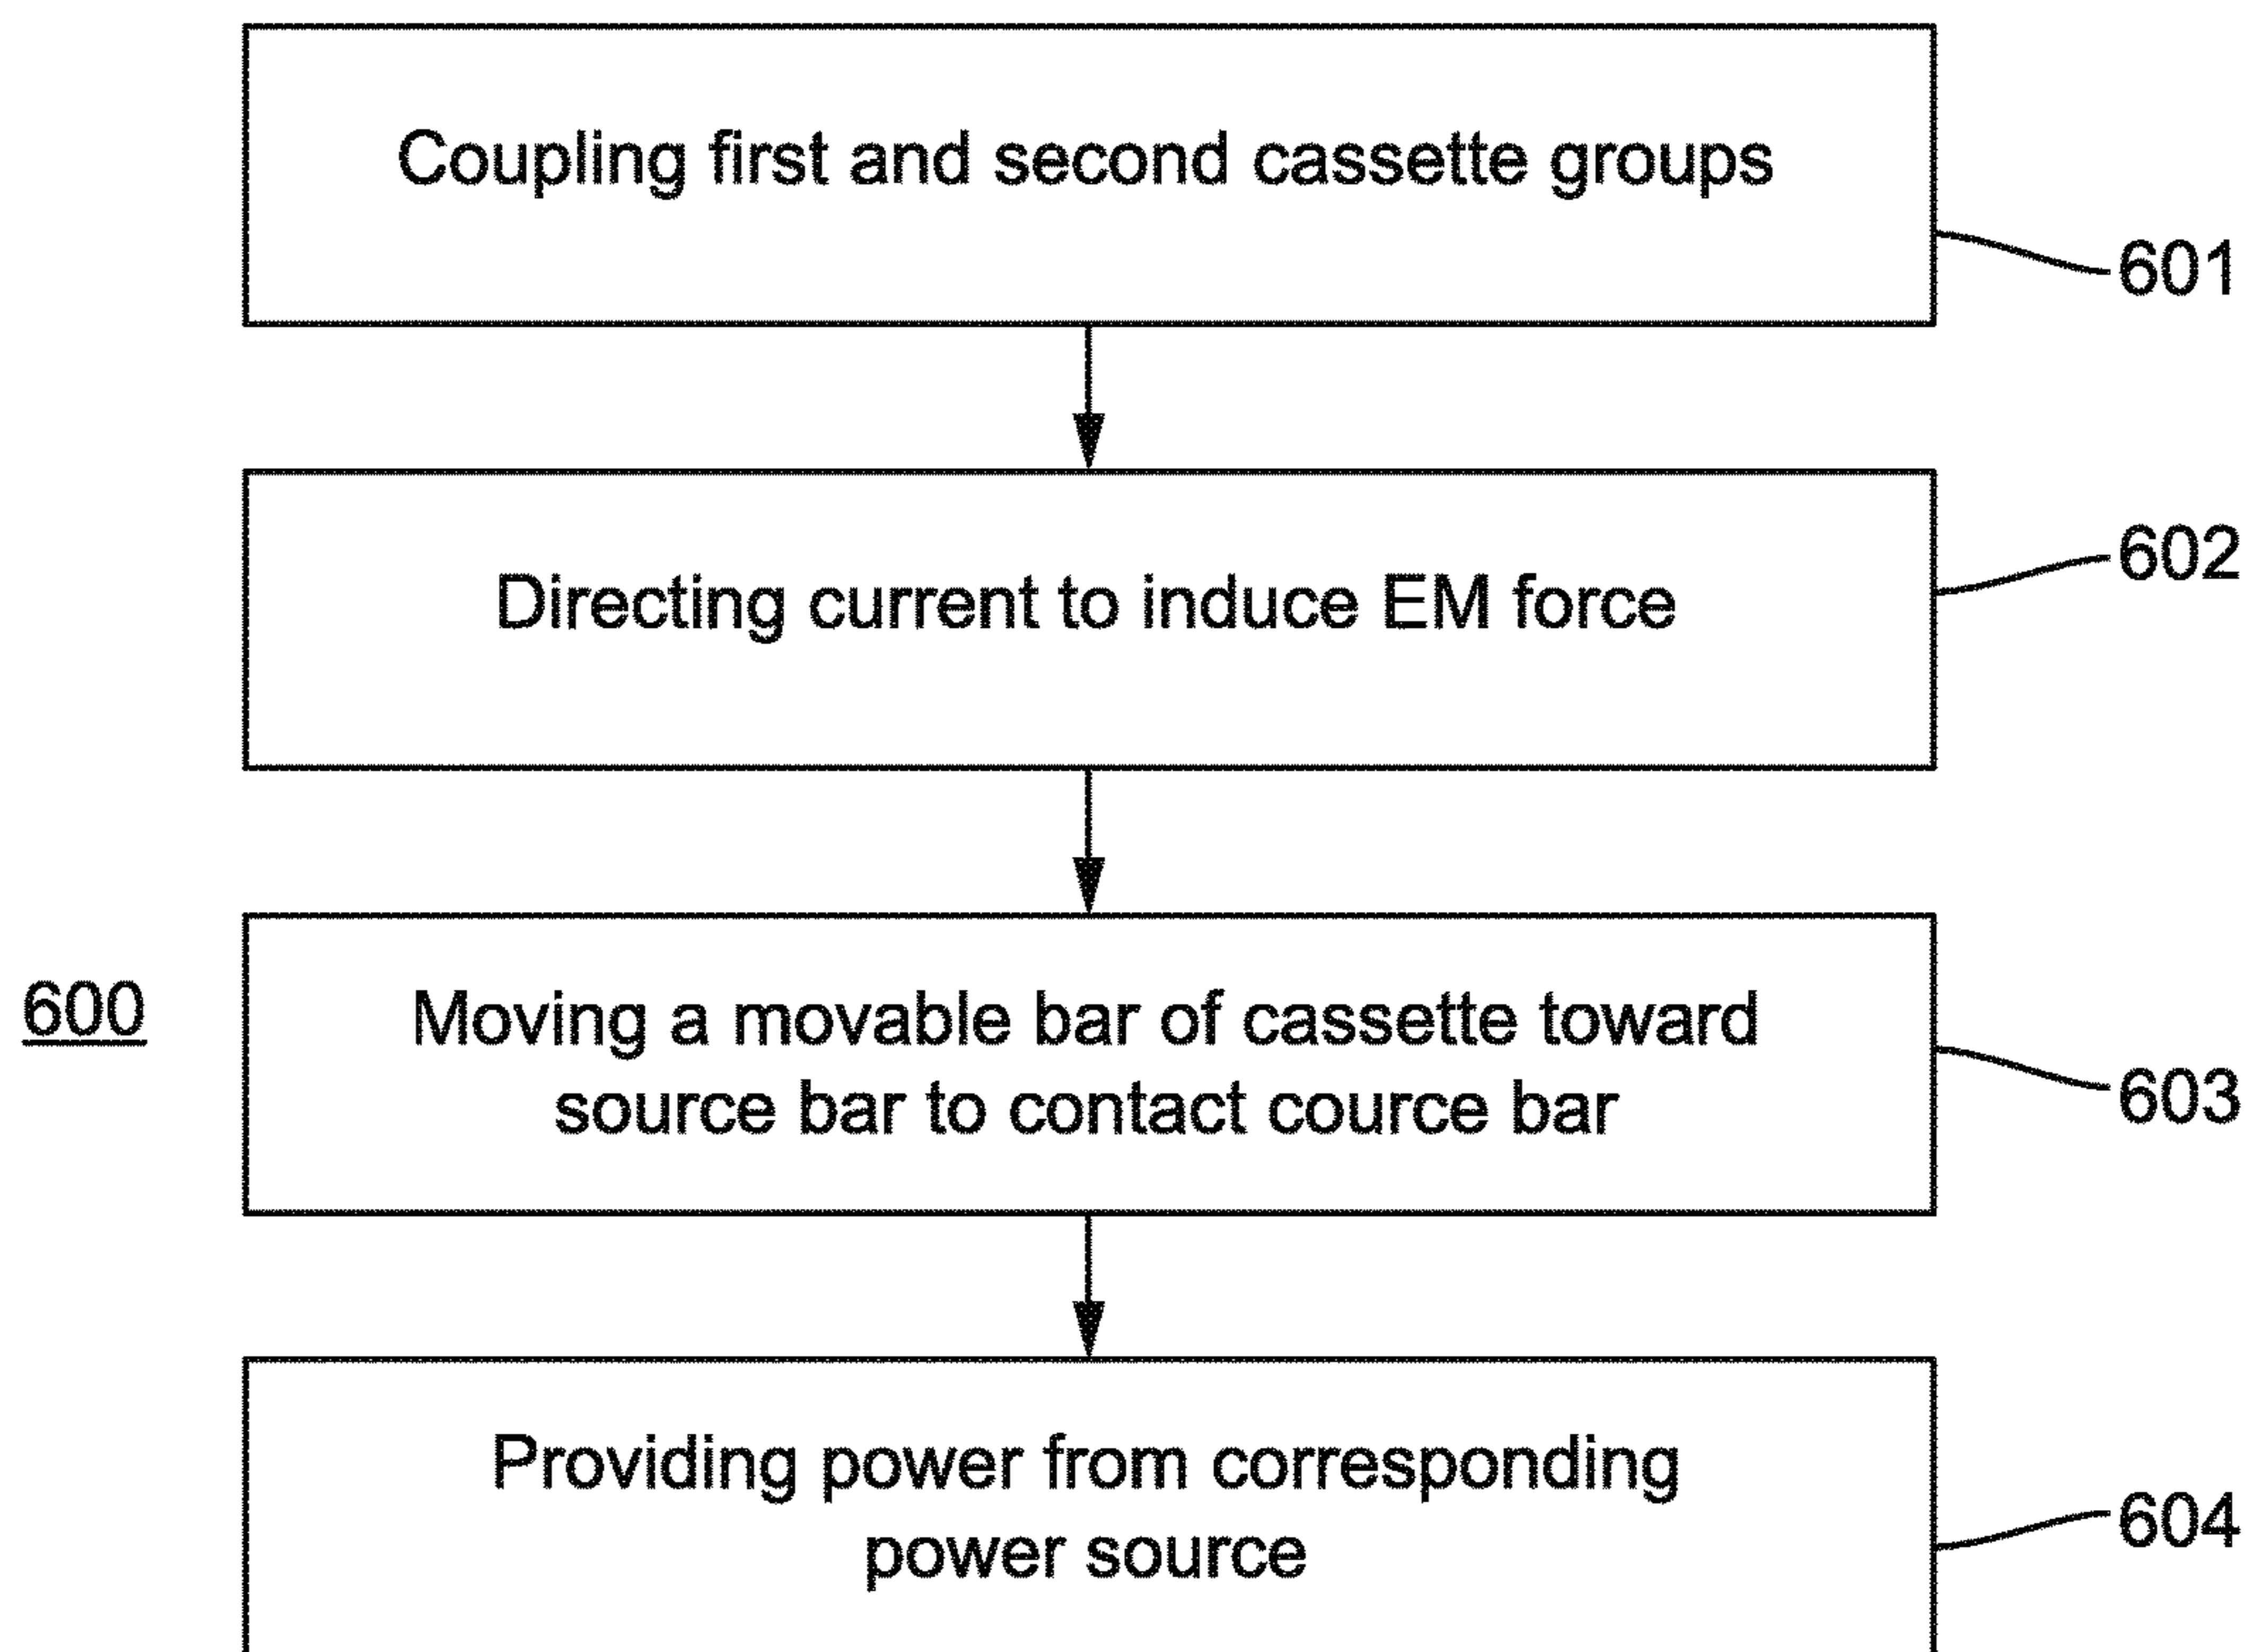 Coupling first and second cassette groups
601
Directing current to induce EM force
602
600
Moving a movable bar of cassette toward
source bar to contact cource bar
603
Providing power from corresponding
power source
604